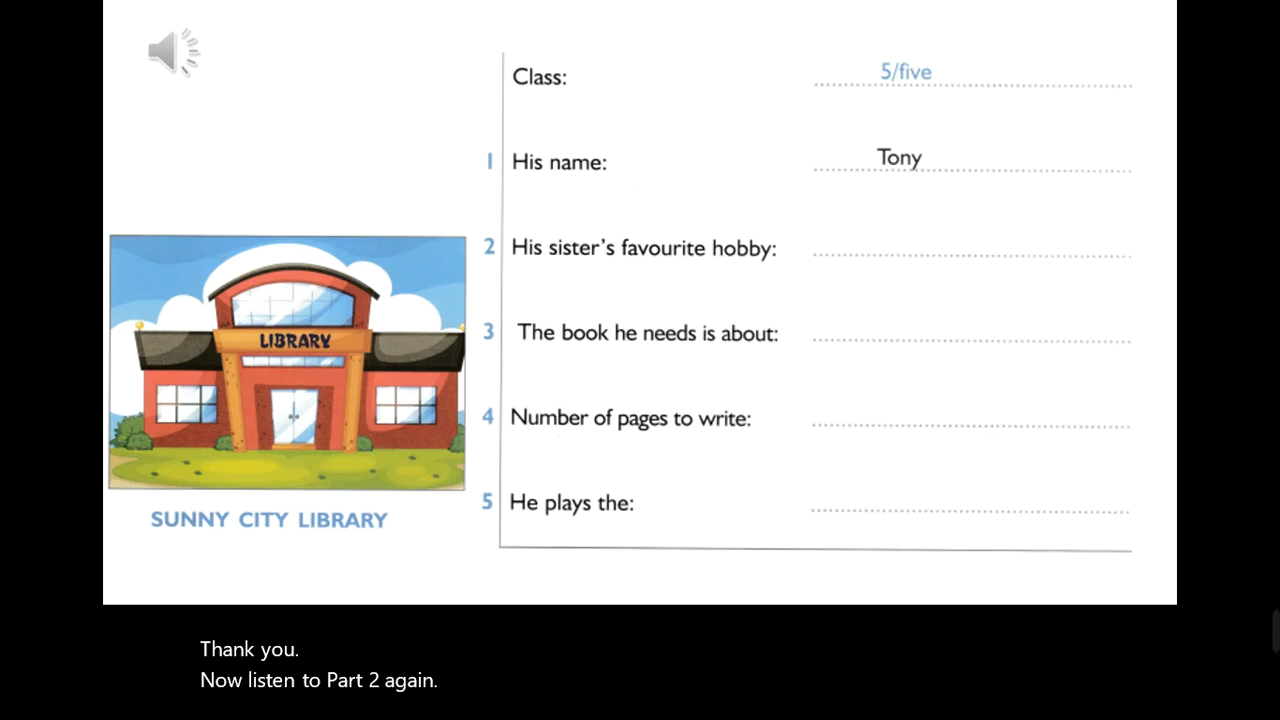 Class: 5/five
1 His name: Tony
2 His sister's favourite hobby:
3 The book he needs is about:
4 Number of pages to write:
5 He plays the:
LIBRARY
SUNNY CITY LIBRARY
Thank you.
Now listen to Part 2 again.